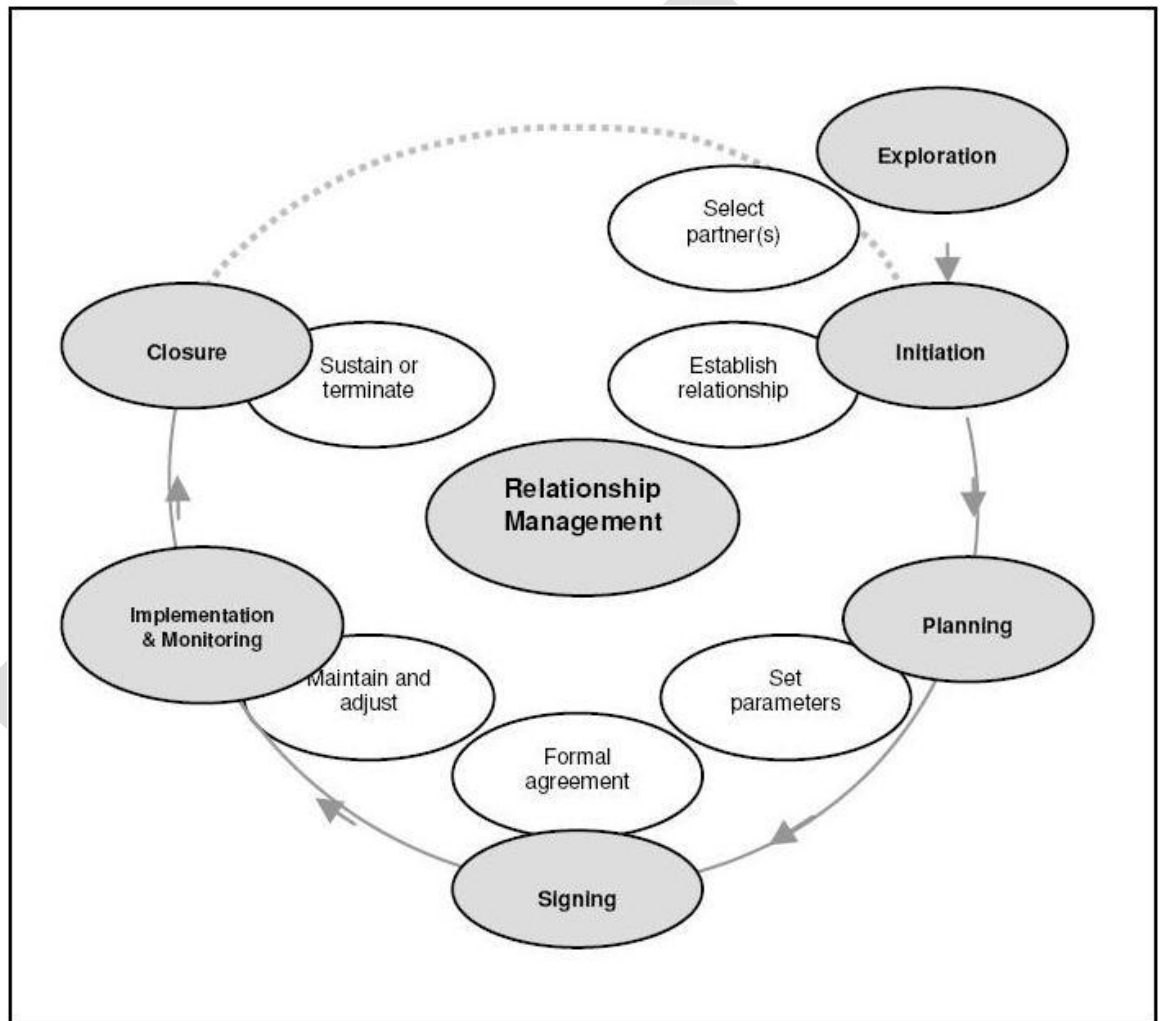 Exploration
Select
partner(s)
Initiation
Establish
relationship
Closure
Sustain or
terminate
Relationship
Management
Implementation
& Monitoring
Maintain and
adjust
Planning
Set
parameters
Formal
agreement
Signing